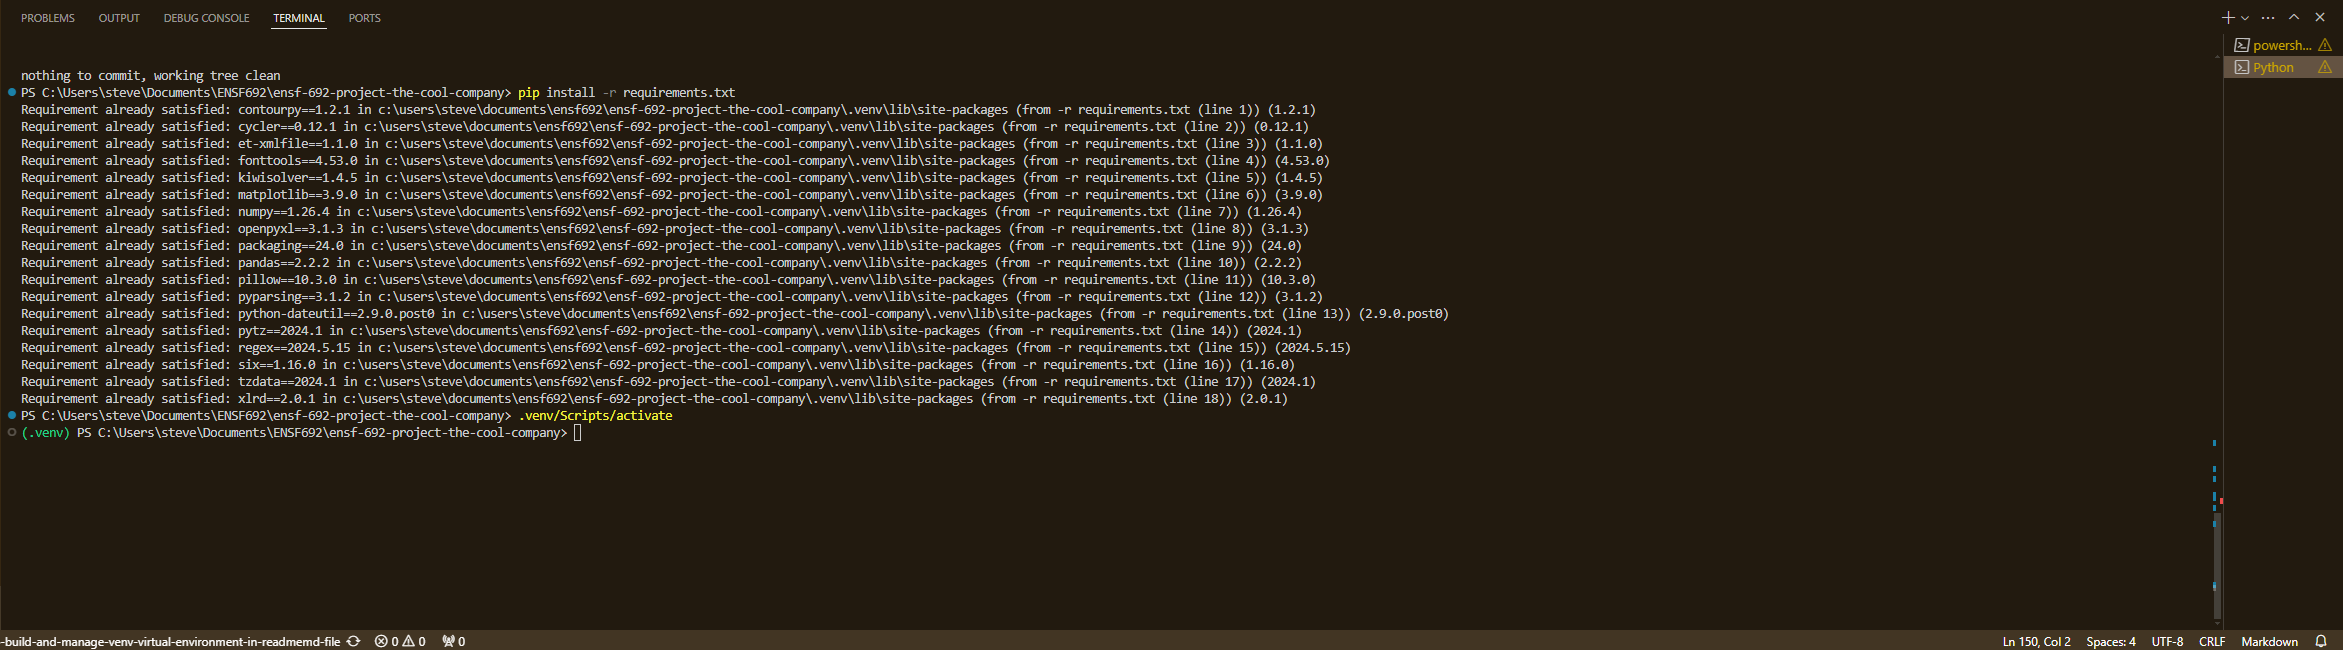 PROBLEMS OUTPUT DEBUG CONSOLE TERMINAL PORTS
powersh...
Python
nothing to commit, working tree clean
PS C:\Users\steve\Documents\ENSF692\ensf-692-project-the-cool-company> pip install -r requirements.txt
Requirement already satisfied: contourpy==1.2.1 in c:\users\steve\documents\ensf692\ensf-692-project-the-cool-company\.venv\lib\site-packages (from -r requirements.txt (line 1)) (1.2.1)
Requirement already satisfied: cycler==0.12.1 in c:\users\steve\documents\ensf692\ensf-692-project-the-cool-company\.venv\lib\site-packages (from -r requirements.txt (line 2)) (0.12.1)
Requirement already satisfied: et-xmlfile==1.1.0 in c:\users\steve\documents\ensf692\ensf-692-project-the-cool-company\.venv\lib\site-packages (from -r requirements.txt (line 3)) (1.1.0)
Requirement already satisfied: fonttools==4.53.0 in c:\users\steve\documents\ensf692\ensf-692-project-the-cool-company\.venv\lib\site-packages (from -r requirements.txt (line 4)) (4.53.0)
Requirement already satisfied: kiwisolver==1.4.5 in c:\users\steve\documents\ensf692\ensf-692-project-the-cool-company\.venv\lib\site-packages (from -r requirements.txt (line 5)) (1.4.5)
Requirement already satisfied: matplotlib==3.9.0 in c:\users\steve\documents\ensf692\ensf-692-project-the-cool-company\.venv\lib\site-packages (from -r requirements.txt (line 6)) (3.9.0)
Requirement already satisfied: numpy==1.26.4 in c:\users\steve\documents\ensf692\ensf-692-project-the-cool-company\.venv\lib\site-packages (from -r requirements.txt (line 7)) (1.26.4)
Requirement already satisfied: openpyxl==3.1.3 in c:\users\steve\documents\ensf692\ensf-692-project-the-cool-company\.venv\lib\site-packages (from -r requirements.txt (line 8)) (3.1.3)
Requirement already satisfied: packaging==24.0 in c:\users\steve\documents\ensf692\ensf-692-project-the-cool-company\.venv\lib\site-packages (from -r requirements.txt (line 9)) (24.0)
Requirement already satisfied: pandas==2.2.2 in c:\users\steve\documents\ensf692\ensf-692-project-the-cool-company\.venv\lib\site-packages (from -r requirements.txt (line 10)) (2.2.2)
Requirement already satisfied: pillow==10.3.0 in c:\users\steve\documents\ensf692\ensf-692-project-the-cool-company\.venv\lib\site-packages (from -r requirements.txt (line 11)) (10.3.0)
Requirement already satisfied: pyparsing==3.1.2 in c:\users\steve\documents\ensf692\ensf-692-project-the-cool-company\.venv\lib\site-packages (from -r requirements.txt (line 12)) (3.1.2)
Requirement already satisfied: python-dateutil==2.9.0.post0 in c:\users\steve\documents\ensf692\ensf-692-project-the-cool-company\.venv\lib\site-packages (from -r requirements.txt (line 13)) (2.9.0.post0)
Requirement already satisfied: pytz==2024.1 in c:\users\steve\documents\ensf692\ensf-692-project-the-cool-company\.venv\lib\site-packages (from -r requirements.txt (line 14)) (2024.1)
Requirement already satisfied: regex==2024.5.15 in c:\users\steve\documents\ensf692\ensf-692-project-the-cool-company\.venv\lib\site-packages (from -r requirements.txt (line 15)) (2024.5.15)
Requirement already satisfied: six==1.16.0 in c:\users\steve\documents\ensf692\ensf-692-project-the-cool-company\.venv\lib\site-packages (from -r requirements.txt (line 16)) (1.16.0)
Requirement already satisfied: tzdata==2024.1 in c:\users\steve\documents\ensf692\ensf-692-project-the-cool-company\.venv\lib\site-packages (from -r requirements.txt (line 17)) (2024.1)
Requirement already satisfied: xlrd==2.0.1 in c:\users\steve\documents\ensf692\ensf-692-project-the-cool-company\.venv\lib\site-packages (from -r requirements.txt (line 18)) (2.0.1)
PS C:\Users\steve\Documents\ENSF692\ensf-692-project-the-cool-company> .venv/Scripts/activate
(.venv) PS C:\Users\steve\Documents\ENSF692\ensf-692-project-the-cool-company>
-build-and-manage-venv-virtual-environment-in-readmemd-file 0 0 0 Ln 150, Col 2 Spaces: 4 UTF-8 CRLF Markdown